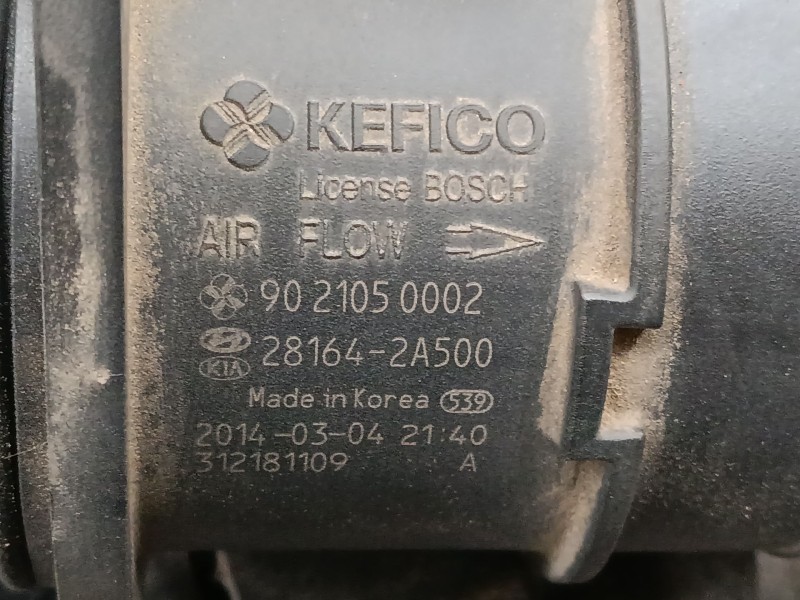 KEFICO
License BOSCH
AIR FLOW
90 2105 0002
28164-2A500
KIA
Made in Korea 539
2014-03-04 21:40
312181109 A